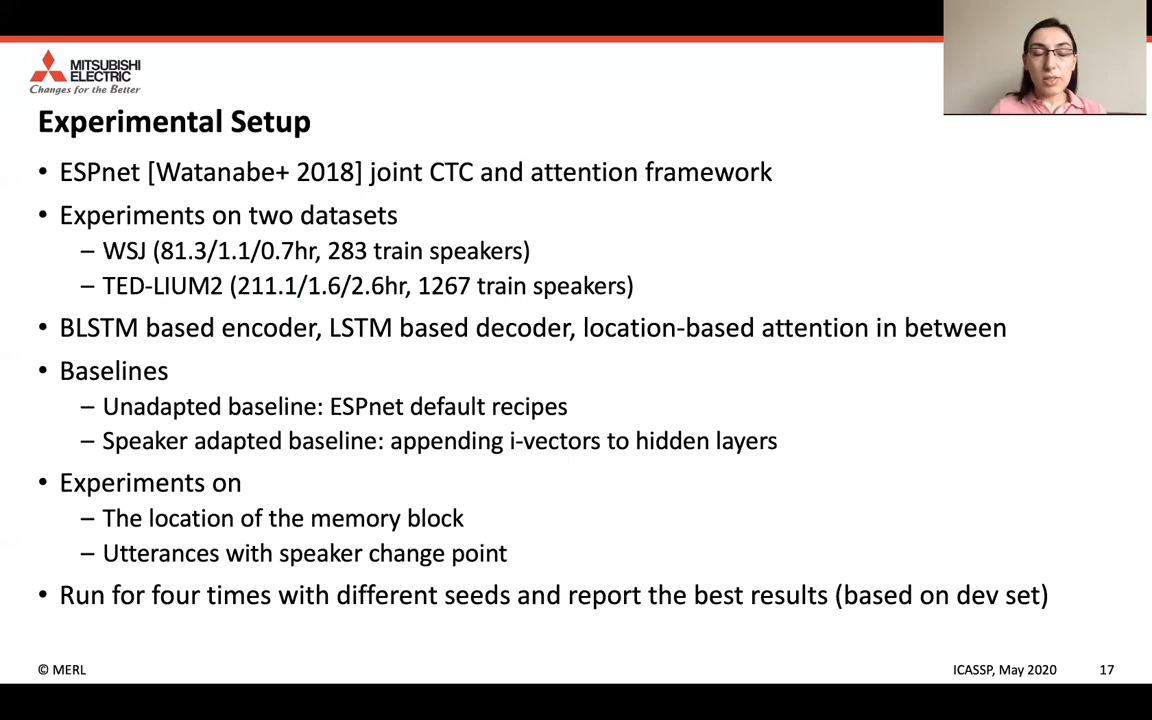 MITSUBISHI
ELECTRIC
Changes for the Better
Experimental Setup
• ESPnet [Watanabe+ 2018] joint CTC and attention framework
• Experiments on two datasets
– WSJ (81.3/1.1/0.7hr, 283 train speakers)
– TED-LIUM2 (211.1/1.6/2.6hr, 1267 train speakers)
• BLSTM based encoder, LSTM based decoder, location-based attention in between
• Baselines
– Unadapted baseline: ESPnet default recipes
– Speaker adapted baseline: appending i-vectors to hidden layers
• Experiments on
– The location of the memory block
– Utterances with speaker change point
• Run for four times with different seeds and report the best results (based on dev set)
© MERL
ICASSP, May 2020 17